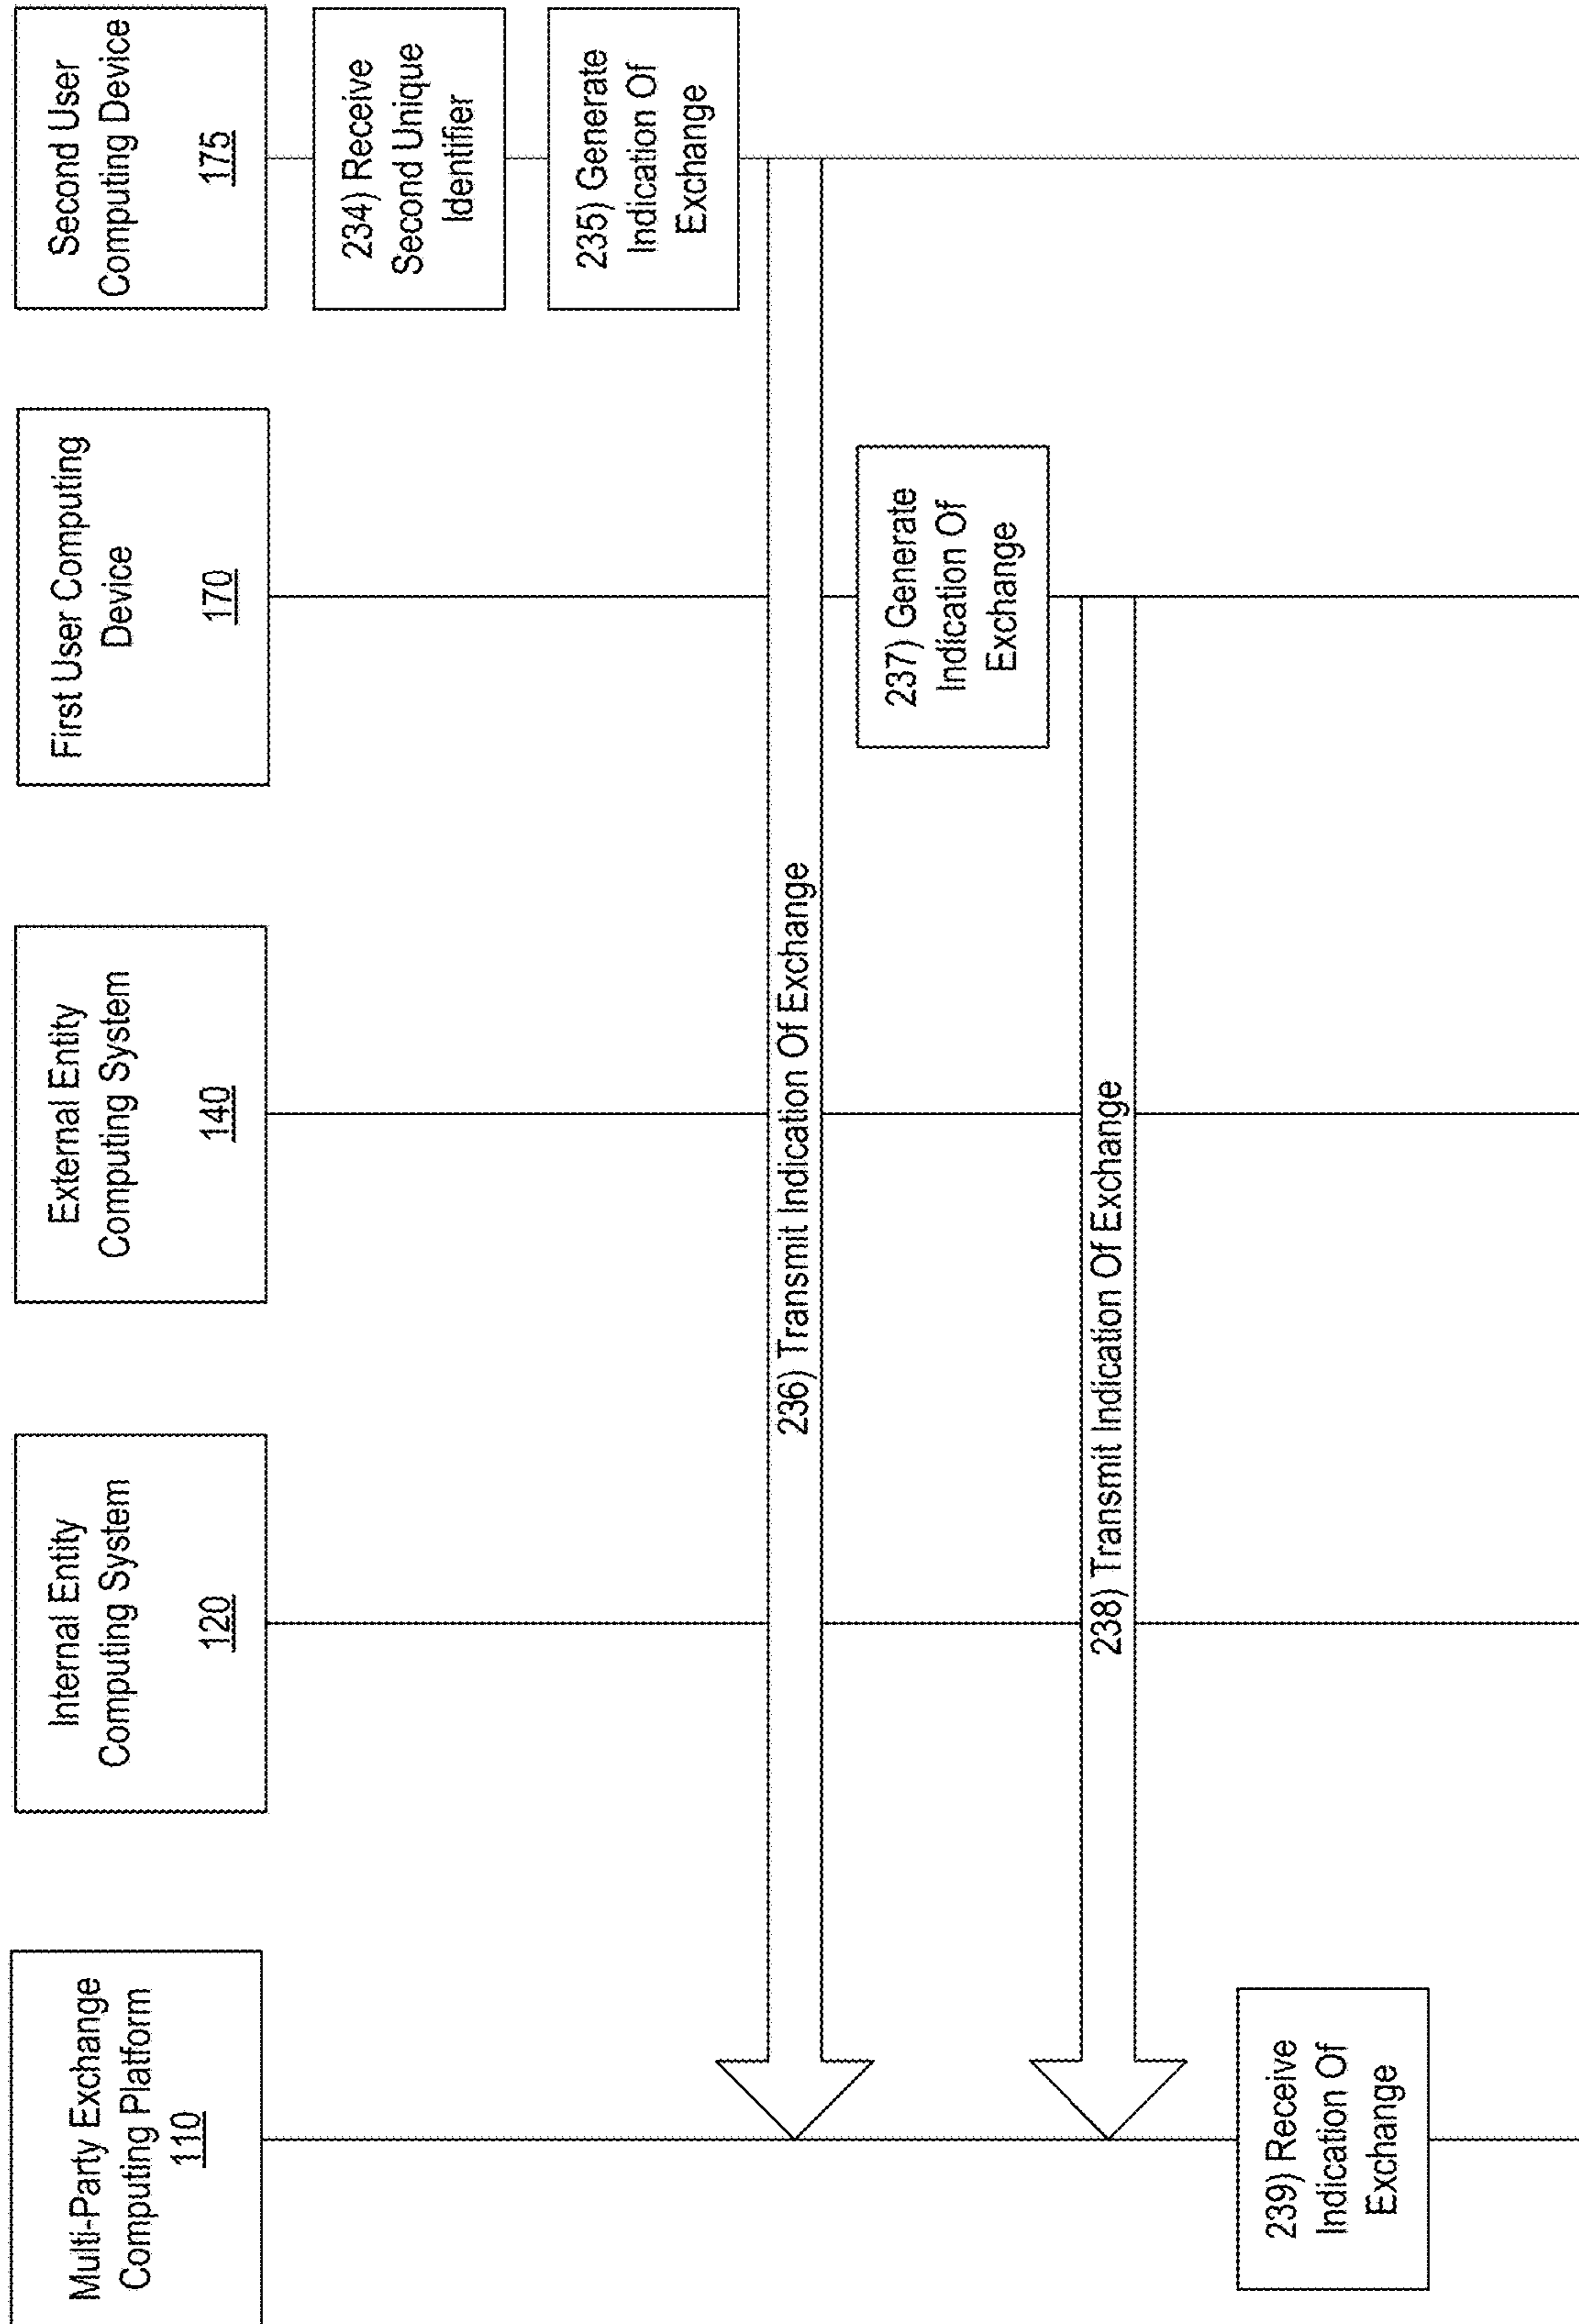 Multi-Party Exchange
Computing Platform
110
Internal Entity
Computing System
120
External Entity
Computing System
140
First User Computing
Device
170
Second User
Computing Device
175
234) Receive
Second Unique
Identifier
235) Generate
Indication Of
Exchange
236) Transmit Indication Of Exchange
237) Generate
Indication Of
Exchange
238) Transmit Indication Of Exchange
239) Receive
Indication Of
Exchange